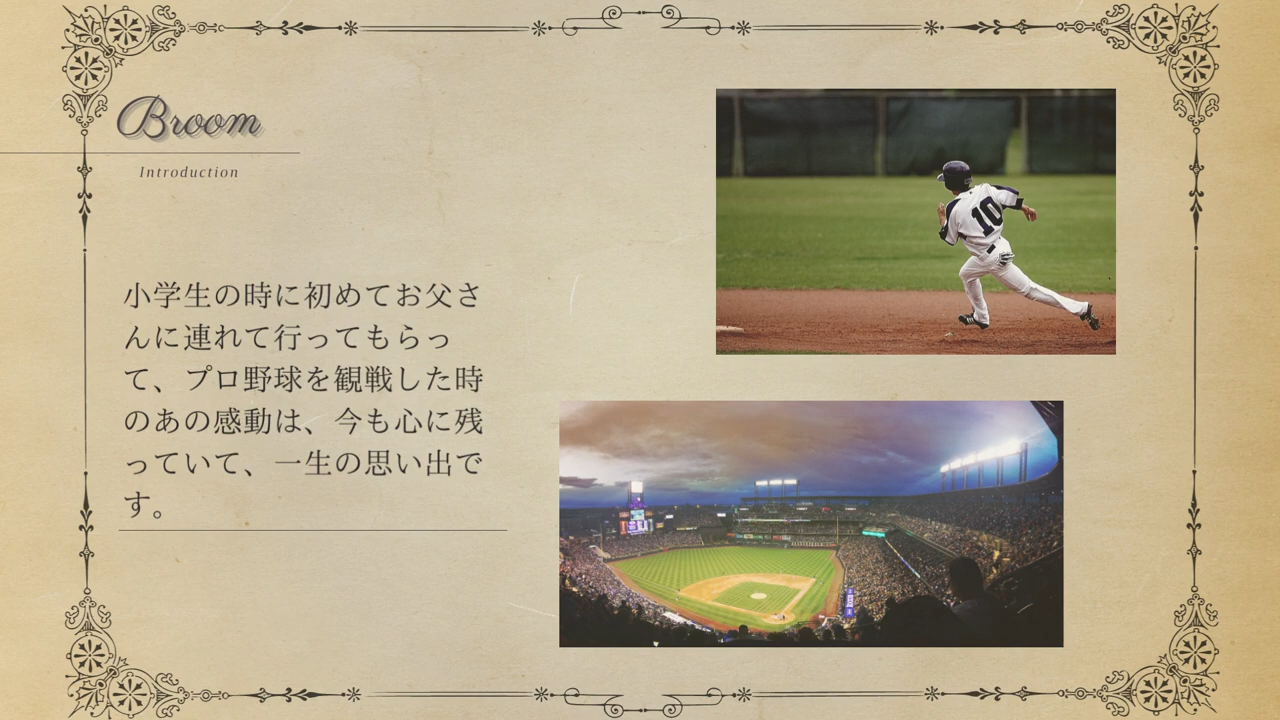 Broom
Introduction
小学生の時に初めてお父さ
んに連れて行ってもらっ
て、プロ野球を観戦した時
のあの感動は、今も心に残
っていて、一生の思い出で
す。
10